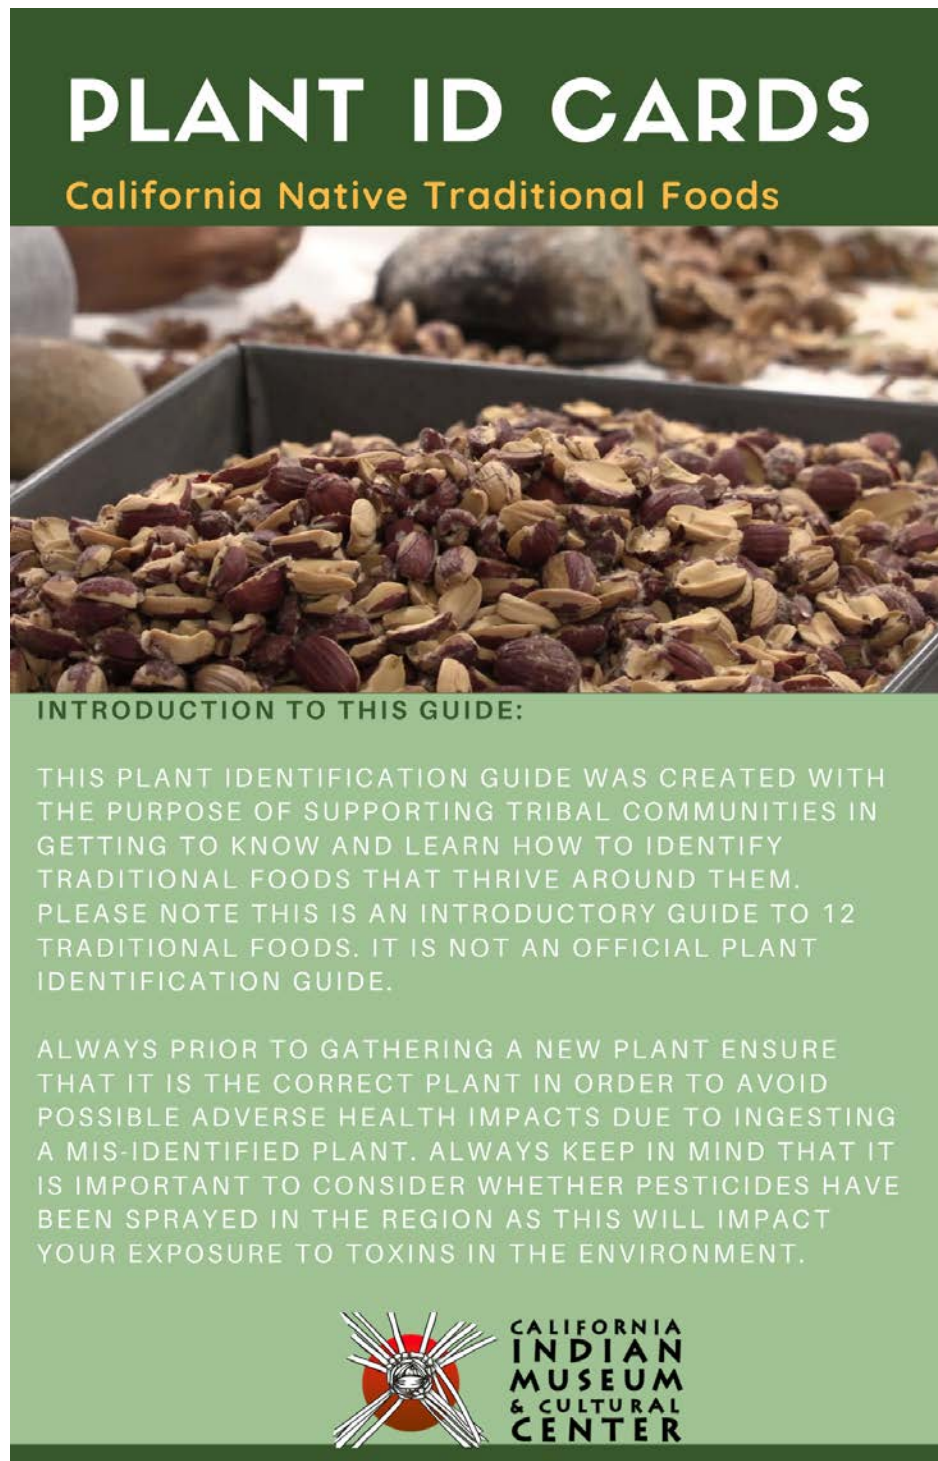 PLANT ID CARDS
California Native Traditional Foods
INTRODUCTION TO THIS GUIDE:
THIS PLANT IDENTIFICATION GUIDE WAS CREATED WITH
THE PURPOSE OF SUPPORTING TRIBAL COMMUNITIES IN
GETTING TO KNOW AND LEARN HOW TO IDENTIFY
TRADITIONAL FOODS THAT THRIVE AROUND THEM.
PLEASE NOTE THIS IS AN INTRODUCTORY GUIDE TO 12
TRADITIONAL FOODS. IT IS NOT AN OFFICIAL PLANT
IDENTIFICATION GUIDE.
ALWAYS PRIOR TO GATHERING A NEW PLANT ENSURE
THAT IT IS THE CORRECT PLANT IN ORDER TO AVOID
POSSIBLE ADVERSE HEALTH IMPACTS DUE TO INGESTING
A MIS-IDENTIFIED PLANT. ALWAYS KEEP IN MIND THAT IT
IS IMPORTANT TO CONSIDER WHETHER PESTICIDES HAVE
BEEN SPRAYED IN THE REGION AS THIS WILL IMPACT
YOUR EXPOSURE TO TOXINS IN THE ENVIRONMENT.
CALIFORNIA
INDIAN
MUSEUM
& CULTURAL
CENTER